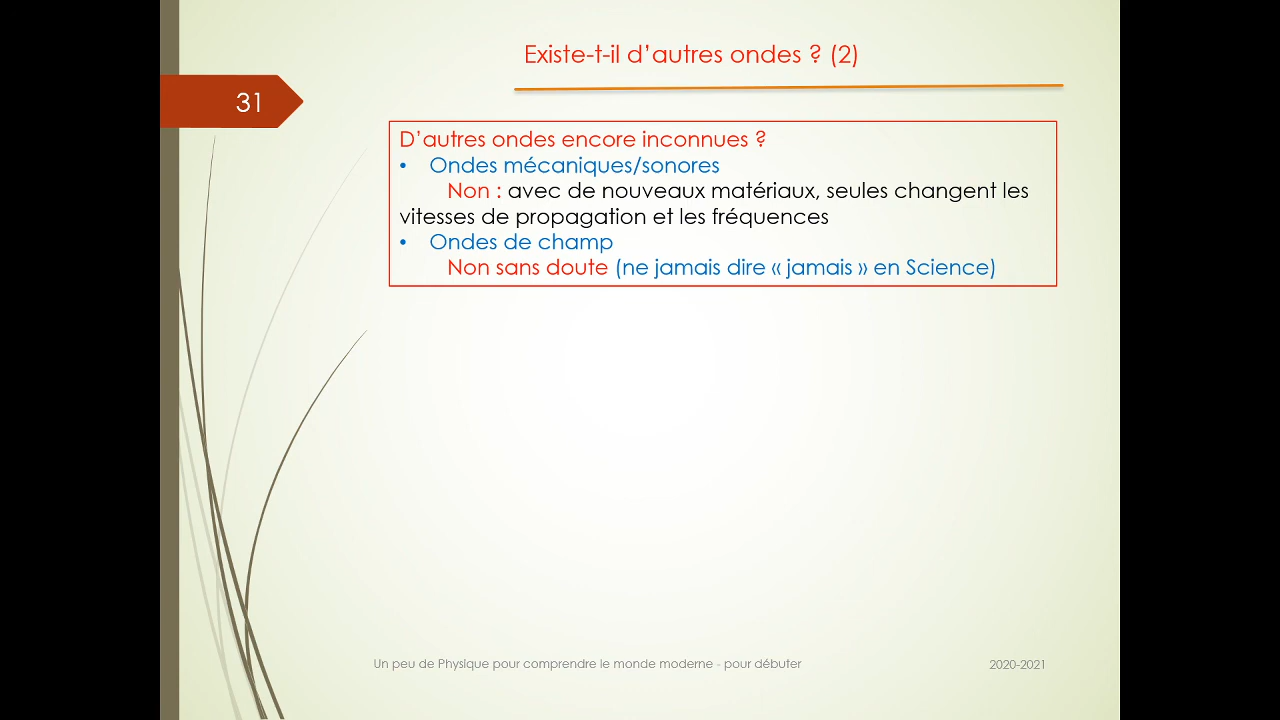 Existe-t-il d’autres ondes ? (2)
31
D’autres ondes encore inconnues ?
• Ondes mécaniques/sonores
Non : avec de nouveaux matériaux, seules changent les
vitesses de propagation et les fréquences
• Ondes de champ
Non sans doute (ne jamais dire « jamais » en Science)
Un peu de Physique pour comprendre le monde moderne - pour débuter
2020-2021